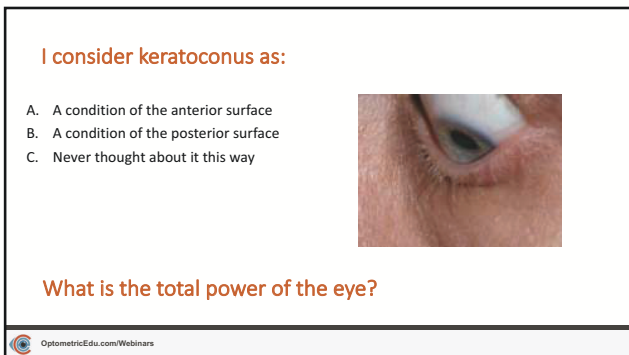 I consider keratoconus as:
A. A condition of the anterior surface
B. A condition of the posterior surface
C. Never thought about it this way
What is the total power of the eye?
OptometricEdu.com/Webinars